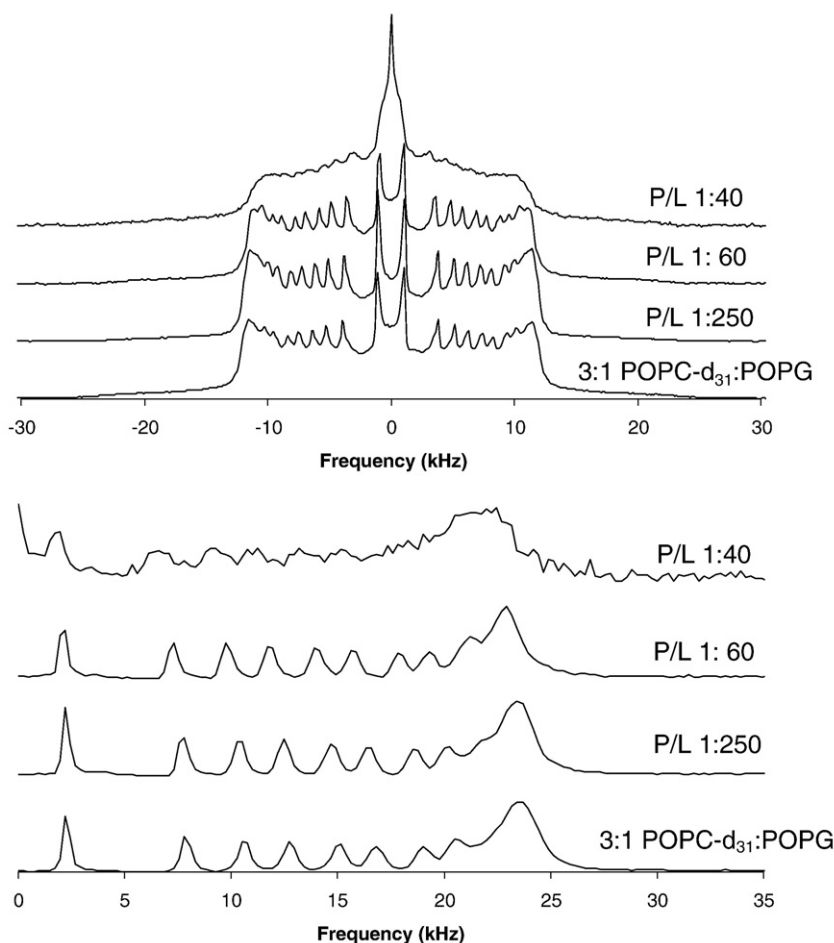 P/L 1:40
P/L 1: 60
P/L 1:250
3:1 POPC-d₃₁:POPG
-30 -20 -10 0 10 20 30
Frequency (kHz)
P/L 1:40
P/L 1: 60
P/L 1:250
3:1 POPC-d₃₁:POPG
0 5 10 15 20 25 30 35
Frequency (kHz)